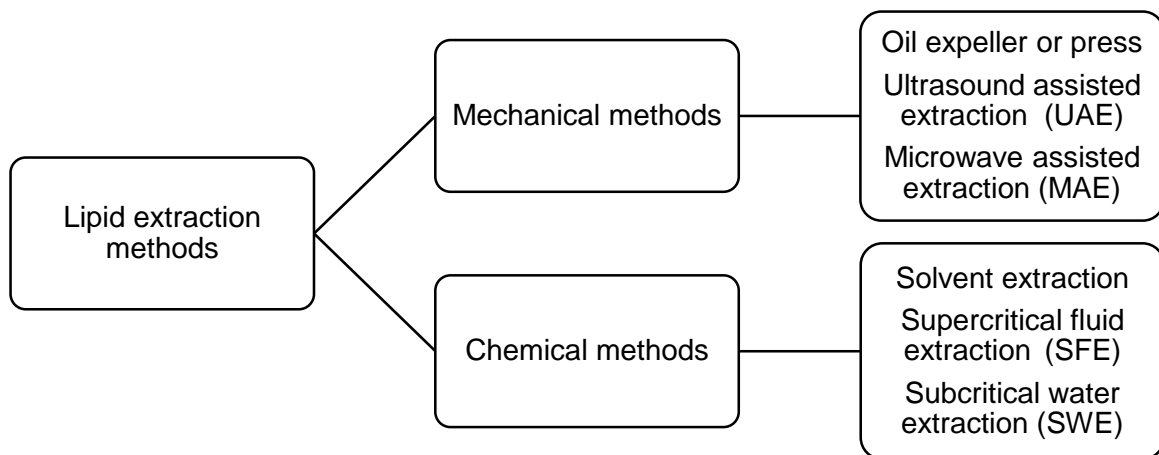 Lipid extraction
methods
Mechanical methods
Oil expeller or press
Ultrasound assisted
extraction (UAE)
Microwave assisted
extraction (MAE)
Chemical methods
Solvent extraction
Supercritical fluid
extraction (SFE)
Subcritical water
extraction (SWE)